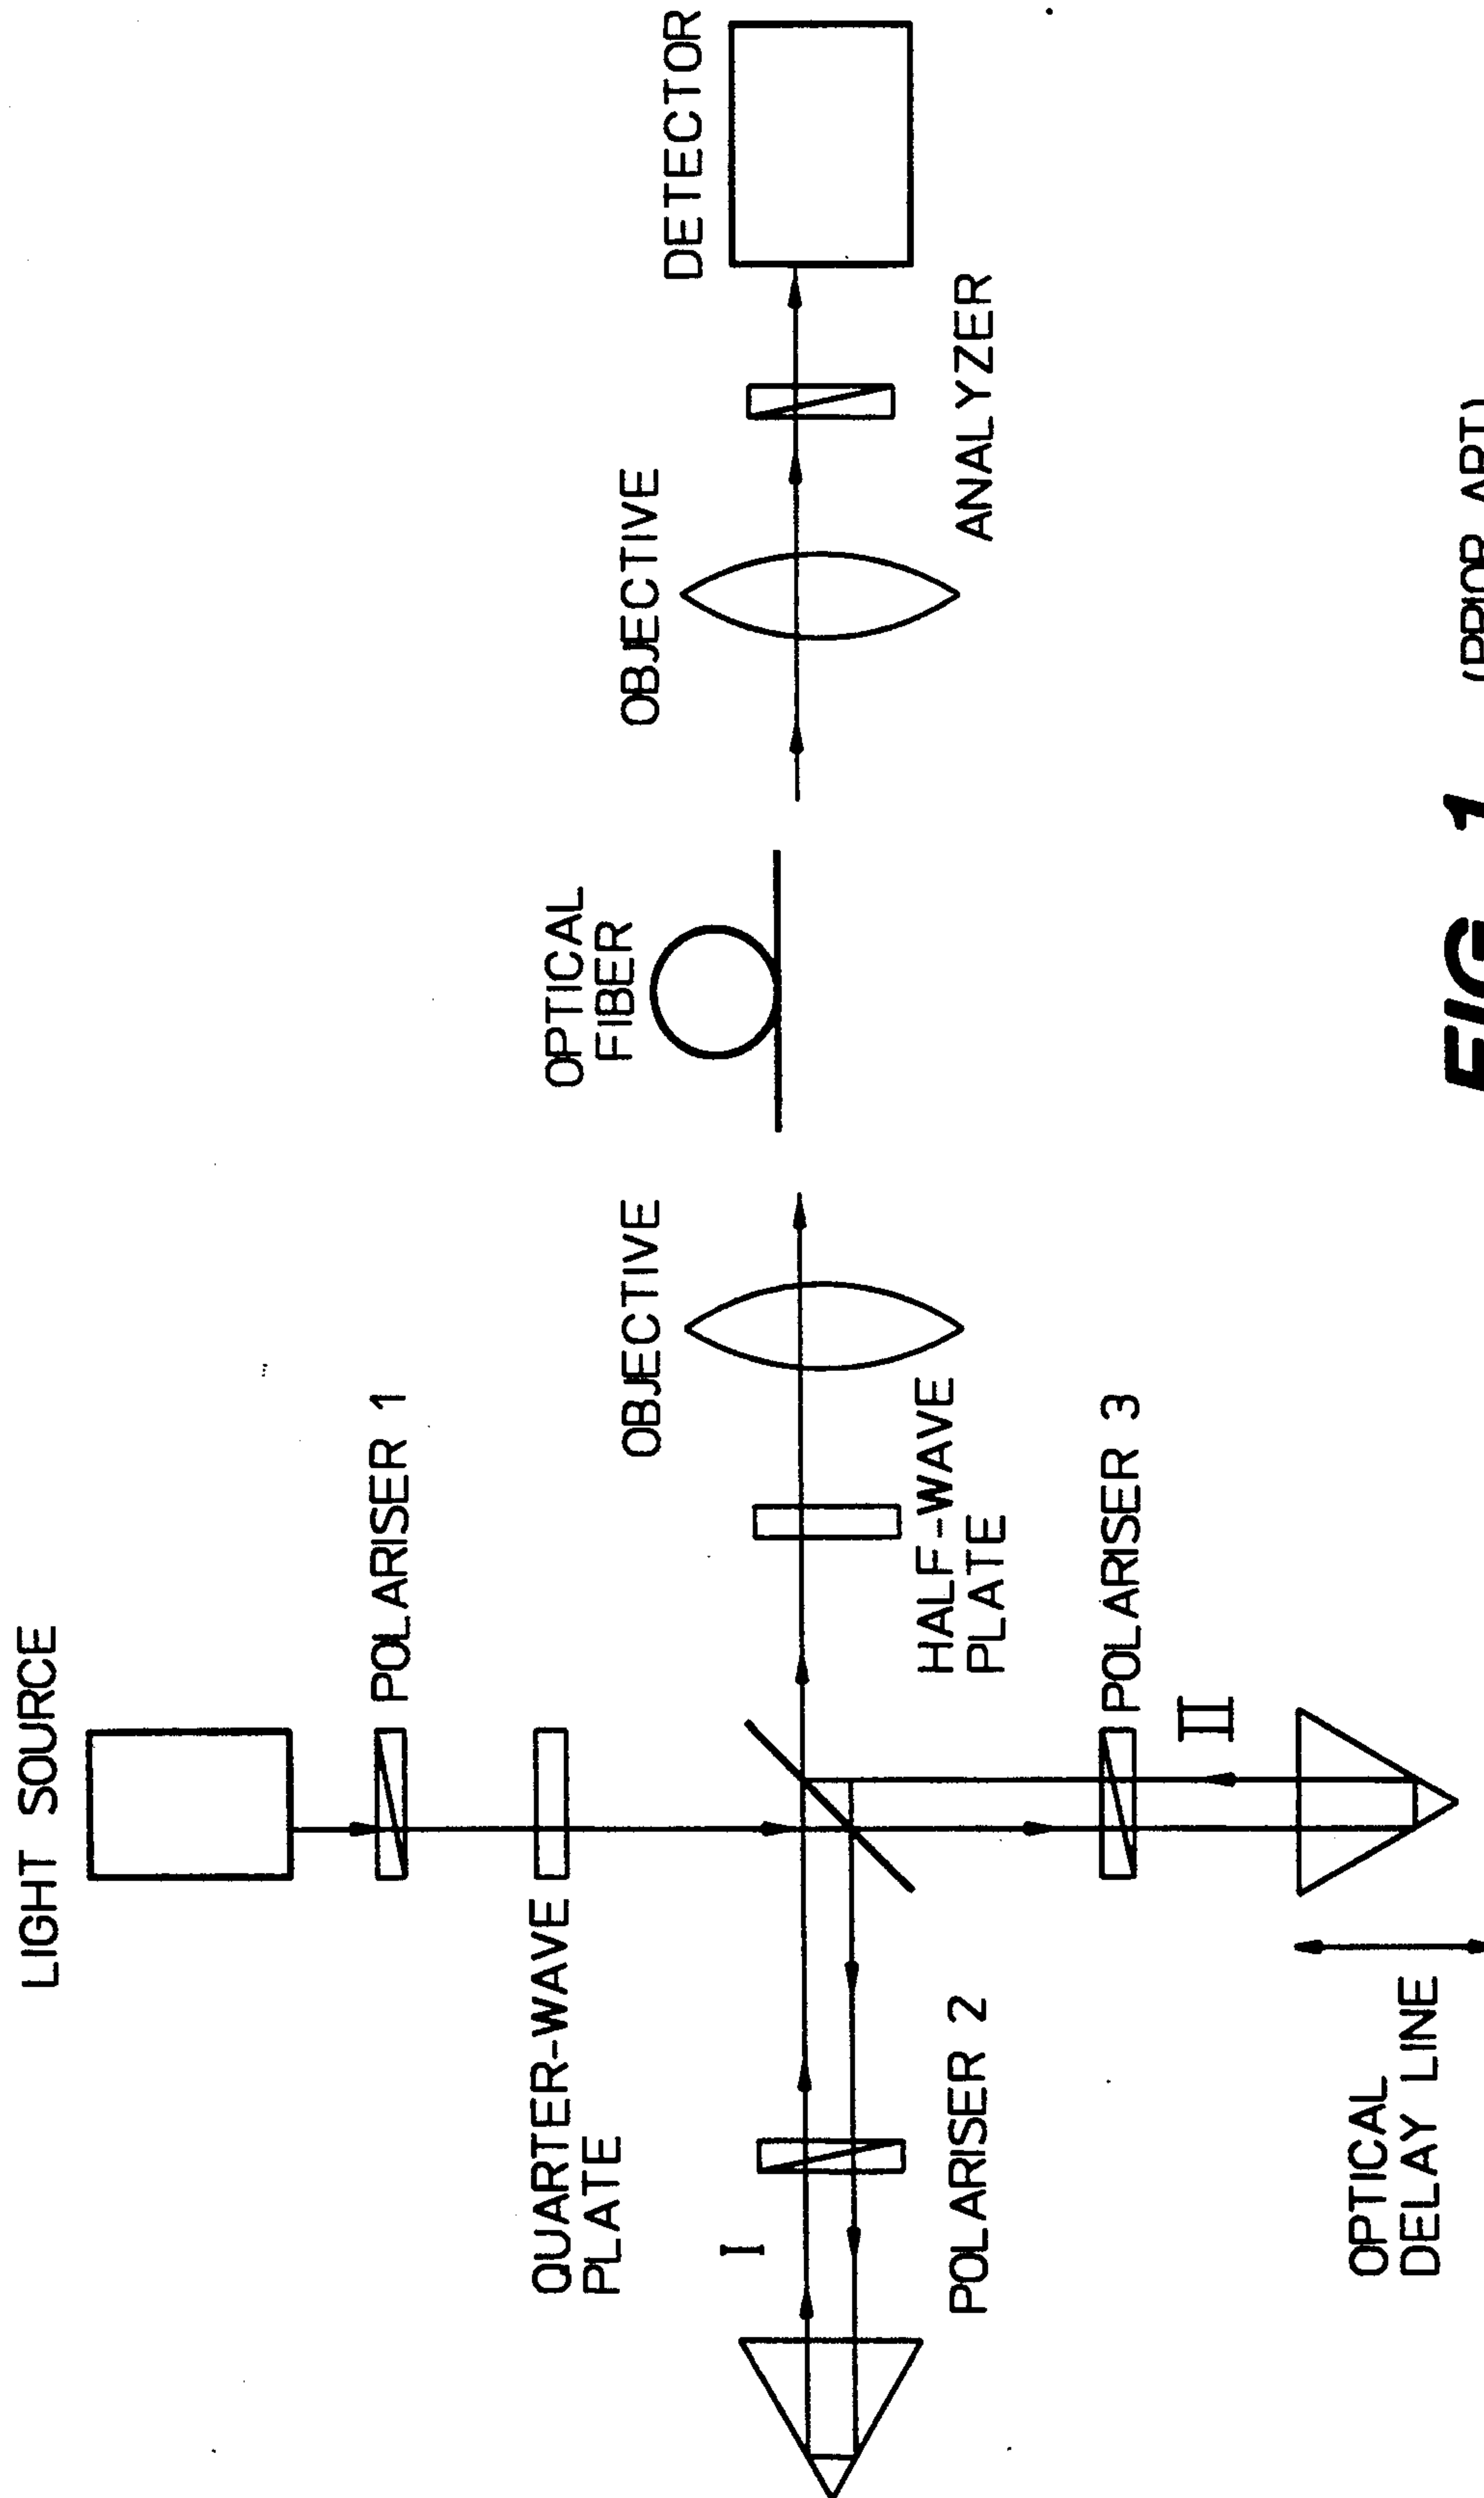 LIGHT SOURCE
POLARISER 1
QUARTER-WAVE
PLATE
I
POLARISER 2
OPTICAL
DELAY LINE
II
POLARISER 3
HALF-WAVE
PLATE
OBJECTIVE
OPTICAL
FIBER
OBJECTIVE
ANALYZER
DETECTOR
FIG. 1
(PRIOR ART)